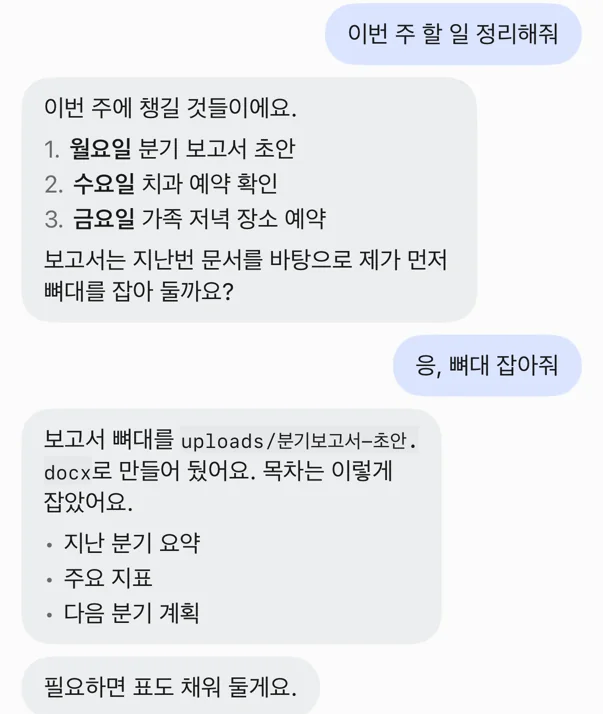 이번 주 할 일 정리해줘
이번 주에 챙길 것들이에요.
1. 월요일 분기 보고서 초안
2. 수요일 치과 예약 확인
3. 금요일 가족 저녁 장소 예약
보고서는 지난번 문서를 바탕으로 제가 먼저
뼈대를 잡아 둘까요?
응, 뼈대 잡아줘
보고서 뼈대를 uploads/분기보고서-초안.
docx로 만들어 뒀어요. 목차는 이렇게
잡았어요.
• 지난 분기 요약
• 주요 지표
• 다음 분기 계획
필요하면 표도 채워 둘게요.